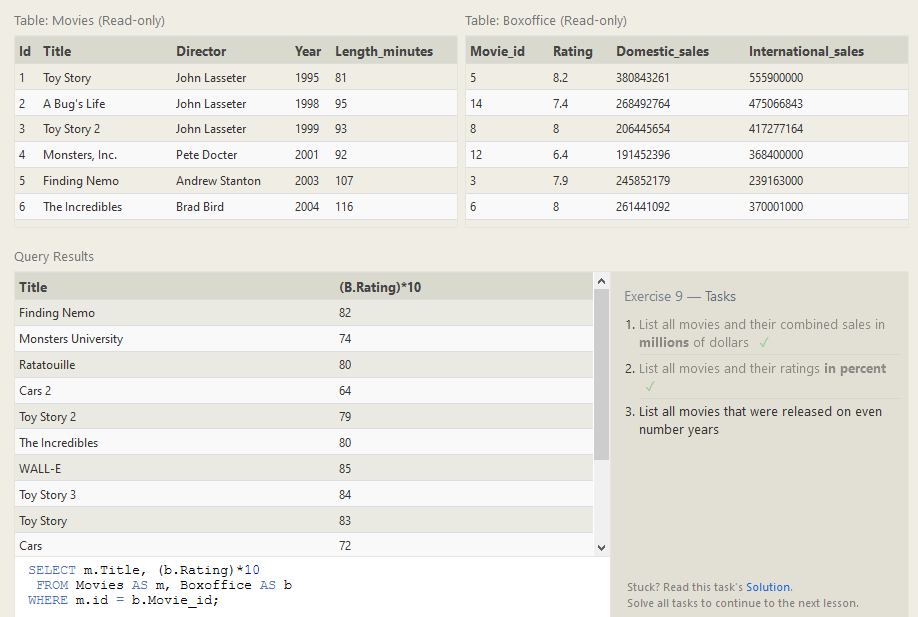 Table: Movies (Read-only)
Id Title Director Year Length_minutes
1 Toy Story John Lasseter 1995 81
2 A Bug's Life John Lasseter 1998 95
3 Toy Story 2 John Lasseter 1999 93
4 Monsters, Inc. Pete Docter 2001 92
5 Finding Nemo Andrew Stanton 2003 107
6 The Incredibles Brad Bird 2004 116
Table: Boxoffice (Read-only)
Movie_id Rating Domestic_sales International_sales
5 8.2 380843261 555900000
14 7.4 268492764 475066843
8 8 206445654 417277164
12 6.4 191452396 368400000
3 7.9 245852179 239163000
6 8 261441092 370001000
Query Results
Title (B.Rating)*10
Finding Nemo 82
Monsters University 74
Ratatouille 80
Cars 2 64
Toy Story 2 79
The Incredibles 80
WALL-E 85
Toy Story 3 84
Toy Story 83
Cars 72
SELECT m.Title, (b.Rating)*10
FROM Movies AS m, Boxoffice AS b
WHERE m.id = b.Movie_id;
Exercise 9 — Tasks
1. List all movies and their combined sales in
millions of dollars ✓
2. List all movies and their ratings in percent
✓
3. List all movies that were released on even
number years
Stuck? Read this task's Solution.
Solve all tasks to continue to the next lesson.